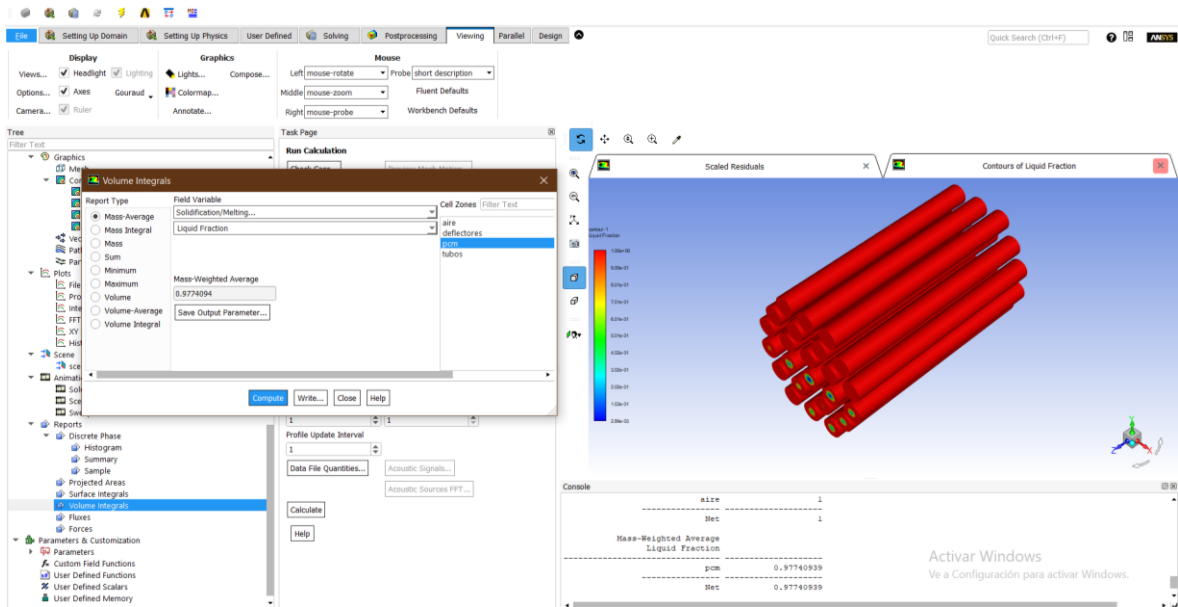 File Setting Up Domain Setting Up Physics User Defined Solving Postprocessing Viewing Parallel Design Quick Search (Ctrl+F) ANSYS
Display Graphics Mouse
Views... Headlight Lighting Lights... Compose... Left mouse-rotate Probe short description
Options... Axes Gouraud Colormap... Middle mouse-zoom Fluent Defaults
Camera... Ruler Annotate... Right mouse-probe Workbench Defaults
Tree
Filter Text
Graphics
Plots
Scene
Reports
Discrete Phase
Histogram
Summary
Sample
Projected Areas
Surface Integrals
Volume Integrals
Fluxes
Forces
Parameters & Customization
Parameters
Custom Field Functions
User Defined Functions
User Defined Scalars
User Defined Memory
Task Page
Run Calculation
Volume Integrals
Report Type
Mass-Average
Mass Integral
Mass
Sum
Minimum
Maximum
Volume
Volume-Average
Volume Integral
Field Variable
Solidification/Melting...
Liquid Fraction
Mass-Weighted Average
0.9774094
Save Output Parameter...
Cell Zones Filter Text
aire
deflectores
pcm
tubos
Compute Write... Close Help
1 1
Profile Update Interval
1
Data File Quantities... Acoustic Signals...
Acoustic Sources FFT...
Calculate
Help
Scaled Residuals
Contours of Liquid Fraction
Liquid Fraction
1.00e+00
Y
Z X
Console
aire 1
---------------- --------------------
Net 1
Mass-Weighted Average
Liquid Fraction
-------------------------------- --------------------
pcm 0.97740939
---------------- --------------------
Net 0.97740939
Activar Windows
Ve a Configuración para activar Windows.